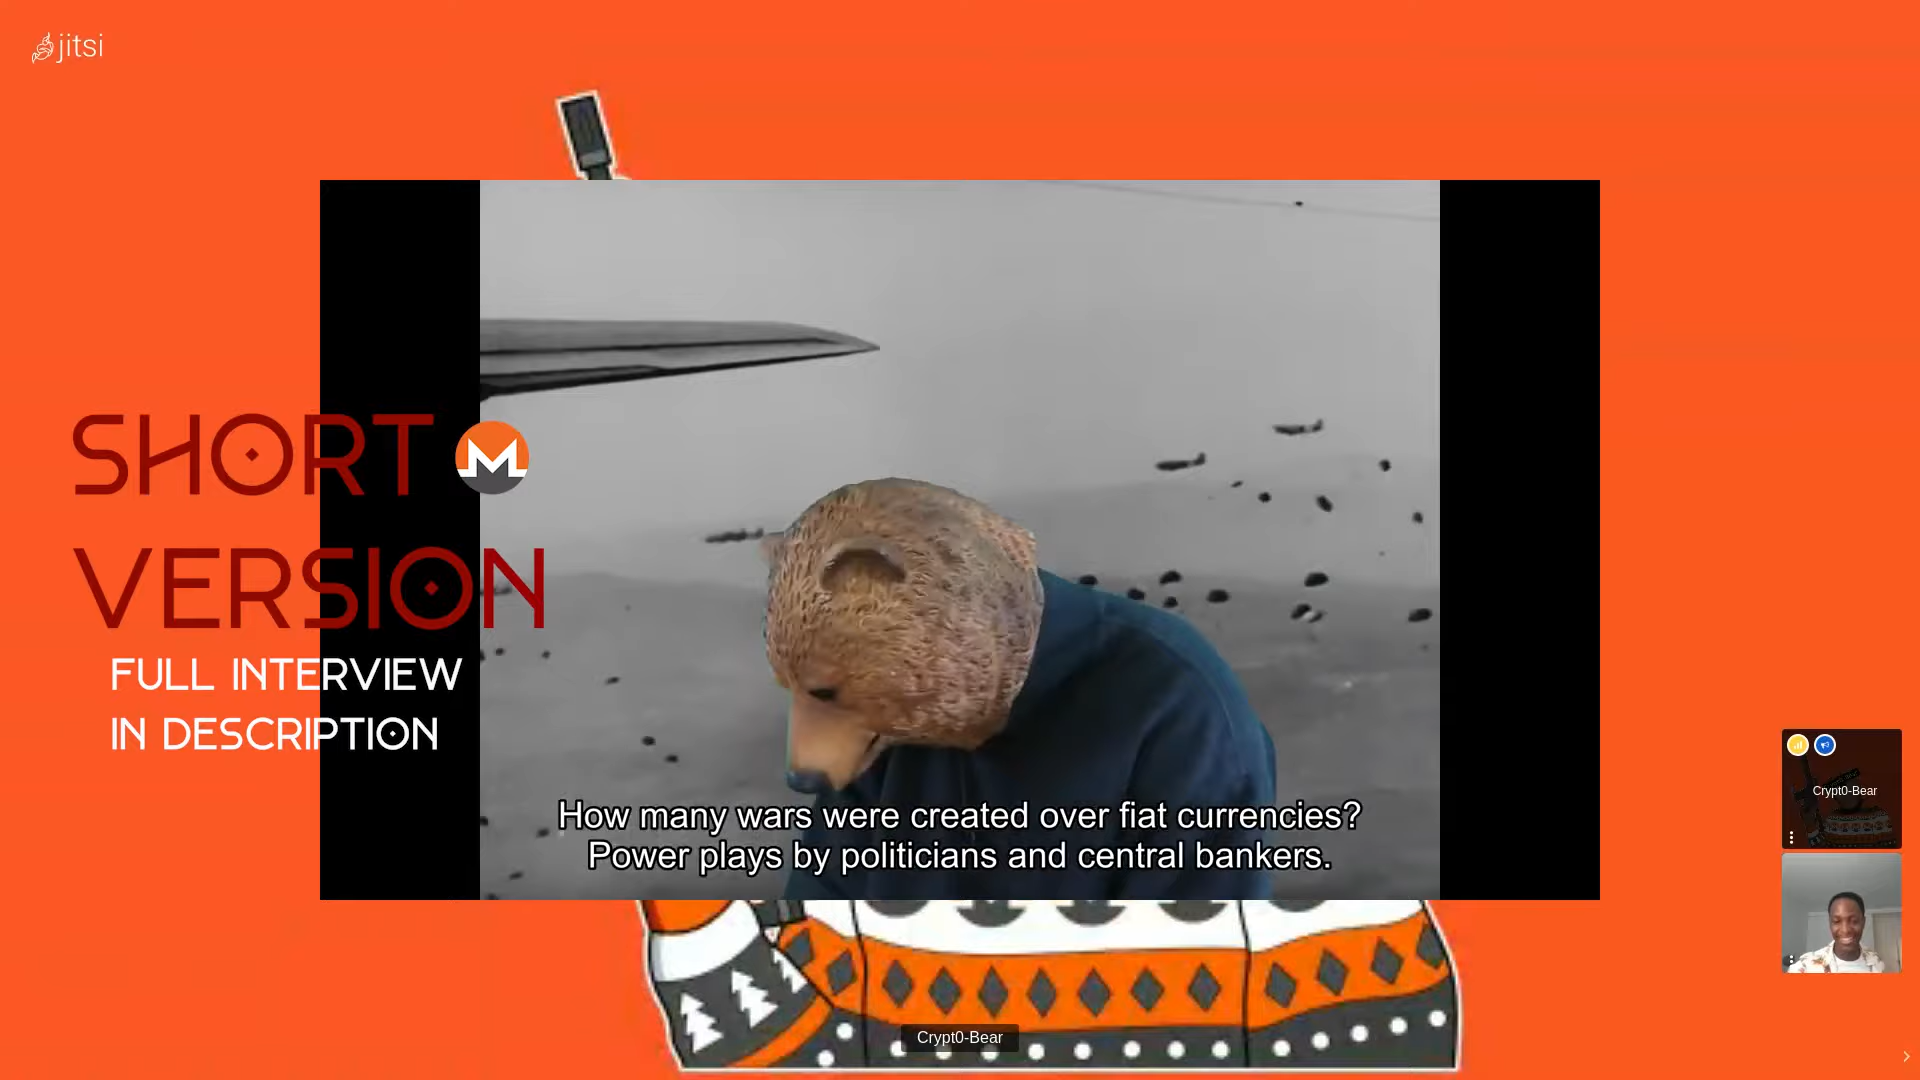 jitsi
SHORT
VERSION
FULL INTERVIEW
IN DESCRIPTION
How many wars were created over fiat currencies?
Power plays by politicians and central bankers.
Crypt0-Bear
Crypt0-Bear